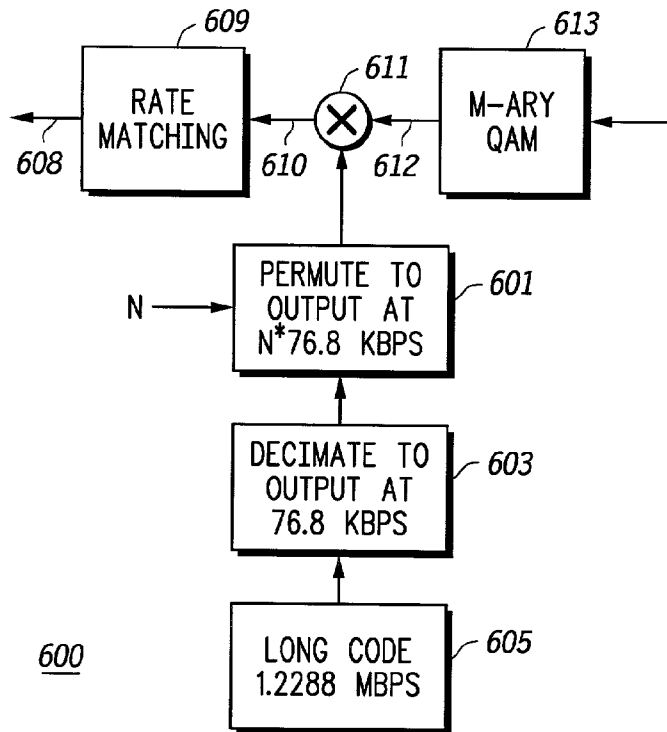 609
613
611
RATE
MATCHING
M-ARY
QAM
608
610
612
N
PERMUTE TO
OUTPUT AT
N*76.8 KBPS
601
DECIMATE TO
OUTPUT AT
76.8 KBPS
603
600
LONG CODE
1.2288 MBPS
605